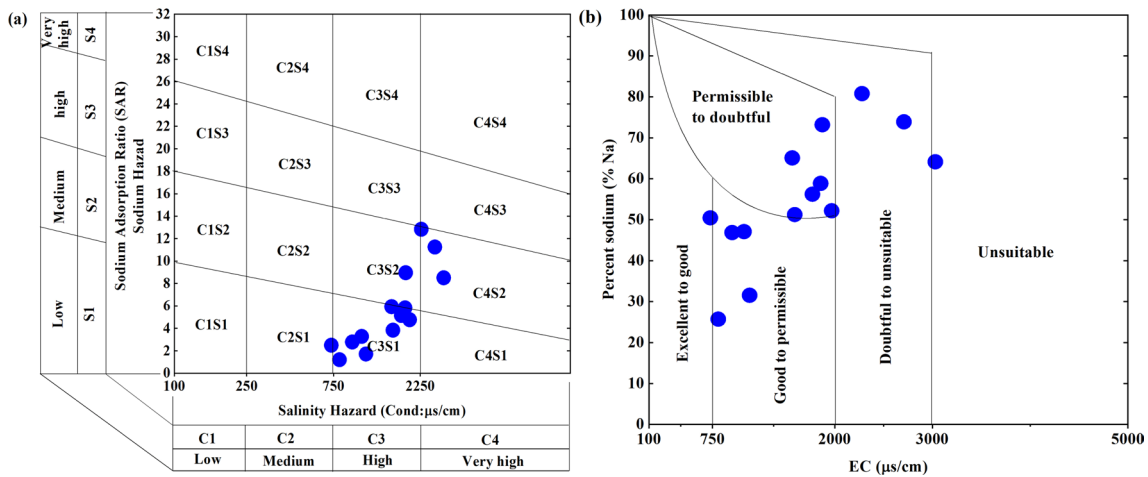 (a)
Very high
S4
high
S3
Medium
S2
Low
S1
Sodium Adsorption Ratio (SAR)
Sodium Hazad
32
30
28
26
24
22
20
18
16
14
12
10
8
6
4
2
0
C1S4
C2S4
C3S4
C4S4
C1S3
C2S3
C3S3
C4S3
C1S2
C2S2
C3S2
C4S2
C1S1
C2S1
C3S1
C4S1
100 250 750 2250
Salinity Hazard (Cond:μs/cm)
C1 C2 C3 C4
Low Medium High Very high
(b)
Percent sodium (% Na)
100
90
80
70
60
50
40
30
20
10
0
Permissible
to doubtful
Excellent to good
Good to permissible
Doubtful to unsuitable
Unsuitable
100 750 2000 3000 5000
EC (μs/cm)